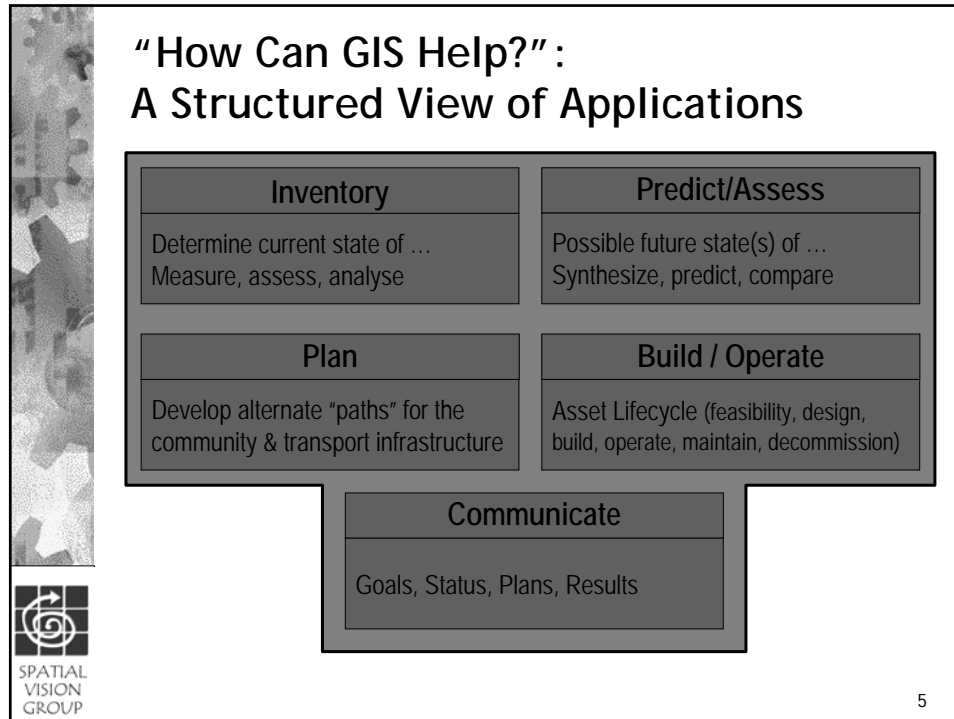 “How Can GIS Help?”:
A Structured View of Applications
Inventory
Determine current state of …
Measure, assess, analyse
Predict/Assess
Possible future state(s) of …
Synthesize, predict, compare
Plan
Develop alternate “paths” for the
community & transport infrastructure
Build / Operate
Asset Lifecycle (feasibility, design,
build, operate, maintain, decommission)
Communicate
Goals, Status, Plans, Results
SPATIAL
VISION
GROUP
5